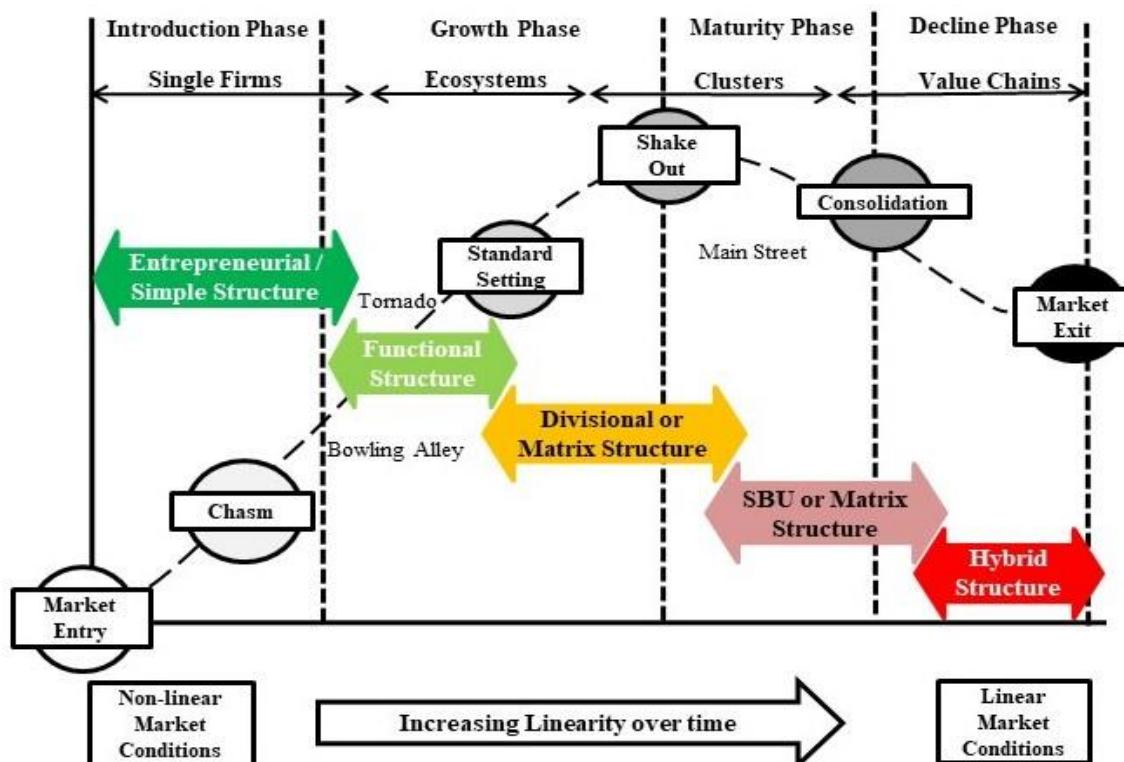 Introduction Phase
Growth Phase
Maturity Phase
Decline Phase
Single Firms
Ecosystems
Clusters
Value Chains
Shake
Out
Consolidation
Standard
Setting
Main Street
Entrepreneurial /
Simple Structure
Tornado
Market
Exit
Functional
Structure
Divisional or
Matrix Structure
Bowling Alley
Chasm
SBU or Matrix
Structure
Hybrid
Structure
Market
Entry
Non-linear
Market
Conditions
Increasing Linearity over time
Linear
Market
Conditions